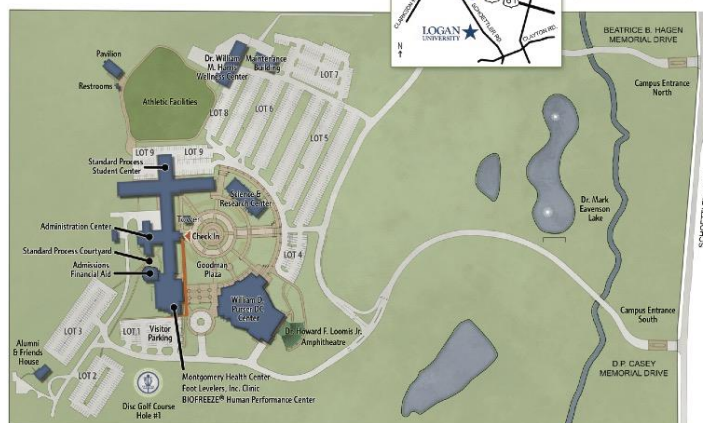 CLARKSON
SCHOETTLER RD.
CLAYTON RD.
LOGAN
UNIVERSITY
N
BEATRICE B. HAGEN
MEMORIAL DRIVE
Campus Entrance
North
Pavilion
Restrooms
Dr. William
M. Harris
Wellness Center
Maintenance
Building
LOT 7
Athletic Facilities
LOT 8
LOT 6
LOT 5
LOT 9
LOT 9
Standard Process
Student Center
Science &
Research Center
Dr. Mark
Eavenson
Lake
Tower
Administration Center
Check In
Standard Process Courtyard
Admissions
Financial Aid
Goodman
Plaza
LOT 4
William D.
Purser, DC
Center
Campus Entrance
South
LOT 3
LOT 1
Visitor
Parking
Dr. Howard F. Loomis Jr.
Amphitheatre
Alumni
& Friends
House
LOT 2
D.P. CASEY
MEMORIAL DRIVE
Montgomery Health Center
Foot Levelers, Inc. Clinic
BIOFREEZE® Human Performance Center
Disc Golf Course
Hole #1